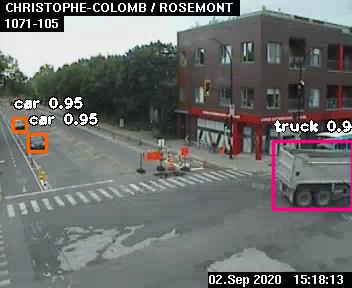 CHRISTOPHE-COLOMB / ROSEMONT
1071-105
car 0.95
car 0.95
truck 0.9
02.Sep 2020 15:18:13